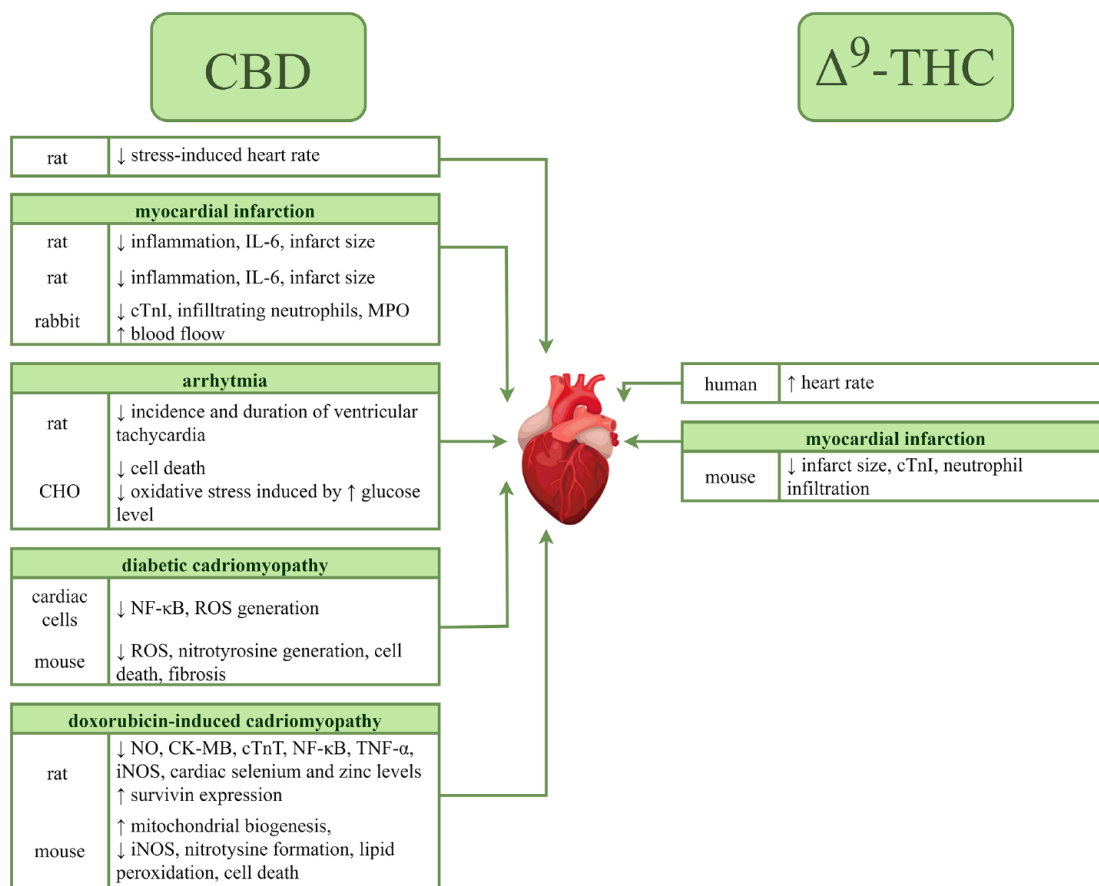 CBD
Δ⁹-THC
rat
↓ stress-induced heart rate
myocardial infarction
rat
↓ inflammation, IL-6, infarct size
rat
↓ inflammation, IL-6, infarct size
rabbit
↓ cTnI, infilltrating neutrophils, MPO
↑ blood floow
arrhytmia
rat
↓ incidence and duration of ventricular
tachycardia
CHO
↓ cell death
↓ oxidative stress induced by ↑ glucose
level
diabetic cadriomyopathy
cardiac
cells
↓ NF-κB, ROS generation
mouse
↓ ROS, nitrotyrosine generation, cell
death, fibrosis
doxorubicin-induced cadriomyopathy
rat
↓ NO, CK-MB, cTnT, NF-κB, TNF-α,
iNOS, cardiac selenium and zinc levels
↑ survivin expression
mouse
↑ mitochondrial biogenesis,
↓ iNOS, nitrotysine formation, lipid
peroxidation, cell death
human
↑ heart rate
myocardial infarction
mouse
↓ infarct size, cTnI, neutrophil
infiltration